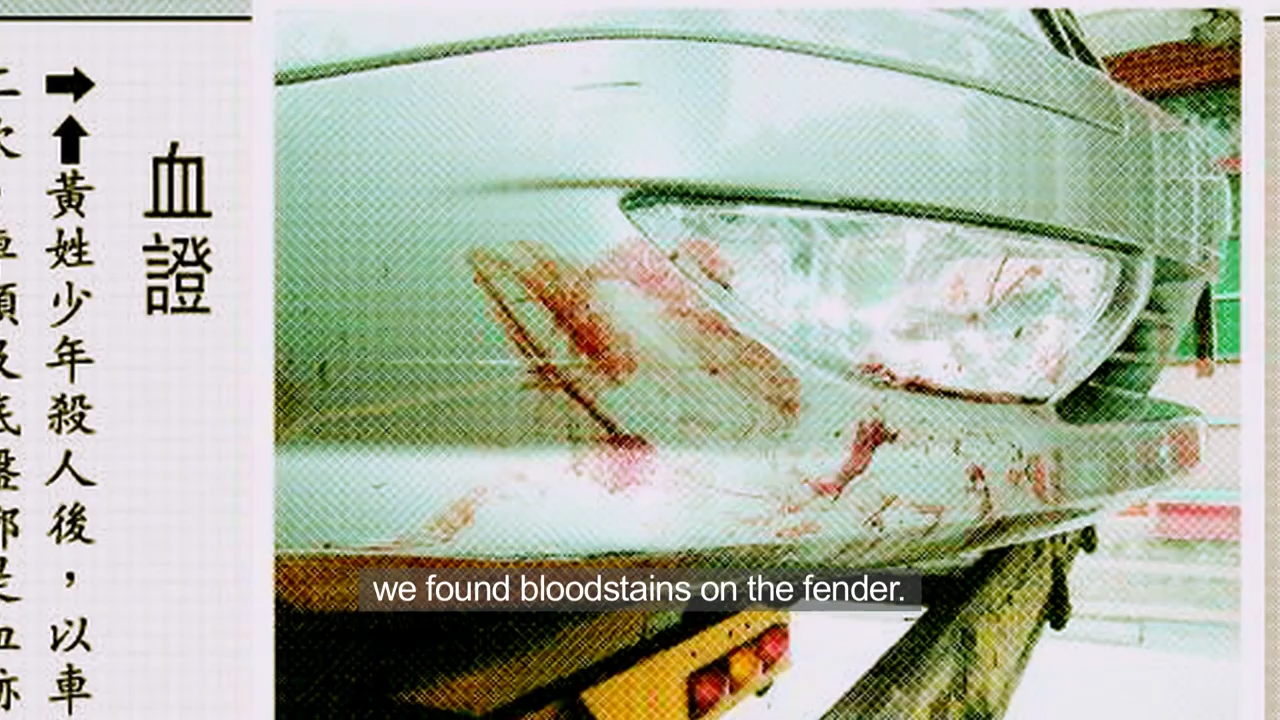 血證
➡⬆黃姓少年殺人後，以車
we found bloodstains on the fender.